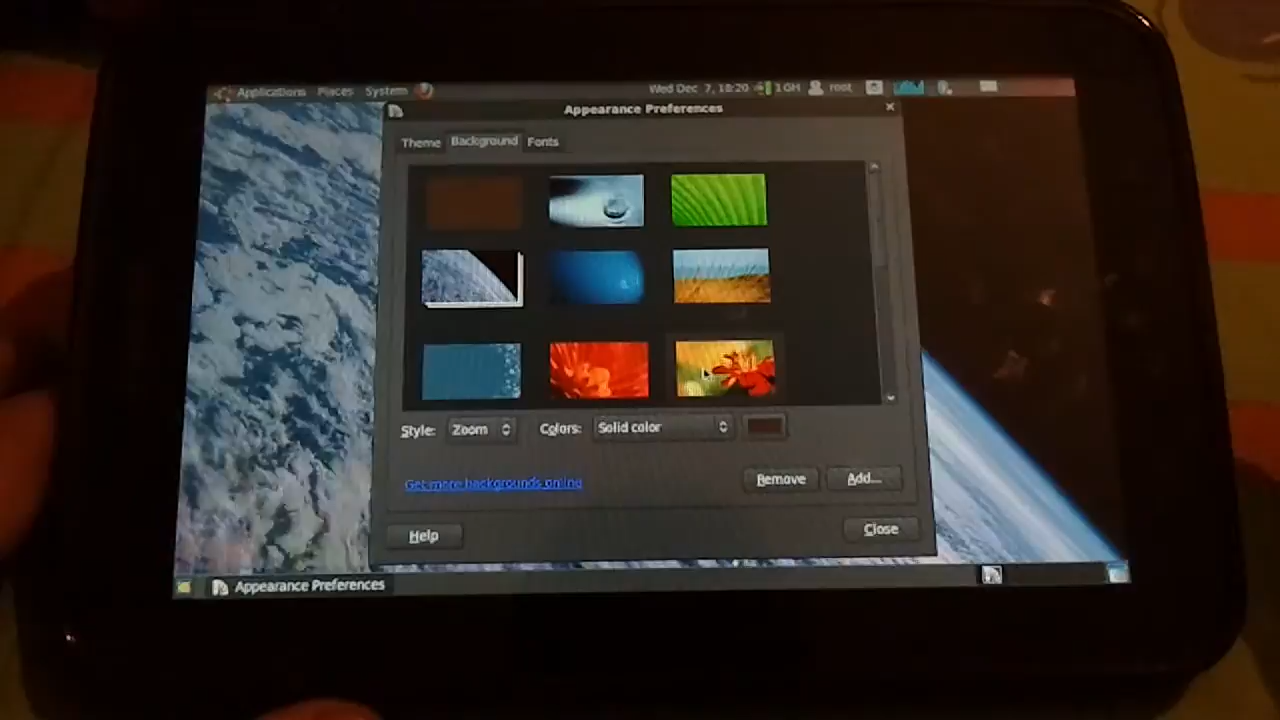 Applications Places System Wed Dec 7, 18:20 1 GH root
Appearance Preferences
Theme Background Fonts
Style: Zoom Colors: Solid color
Get more backgrounds online
Remove Add...
Help Close
Appearance Preferences